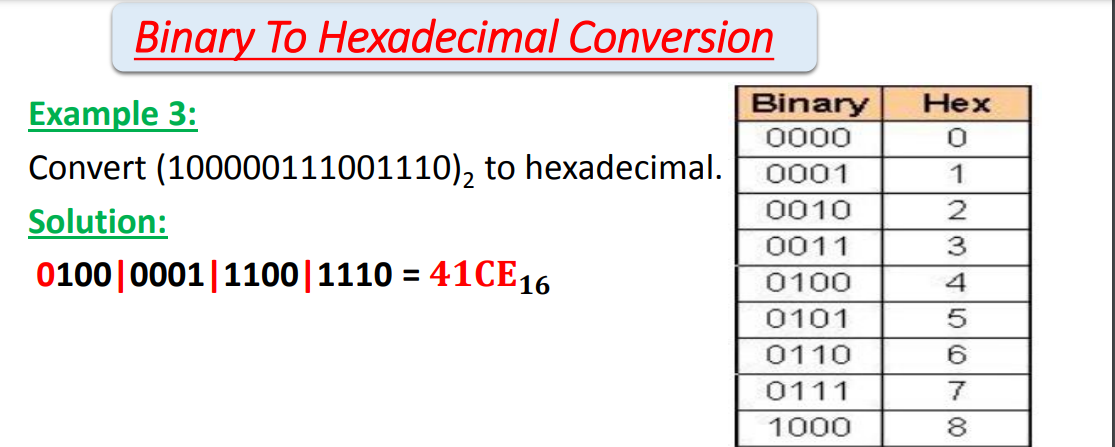 Binary To Hexadecimal Conversion
Example 3:
Convert (100000111001110)₂ to hexadecimal.
Solution:
0100|0001|1100|1110 = 41CE₁₆
Binary Hex
0000 0
0001 1
0010 2
0011 3
0100 4
0101 5
0110 6
0111 7
1000 8